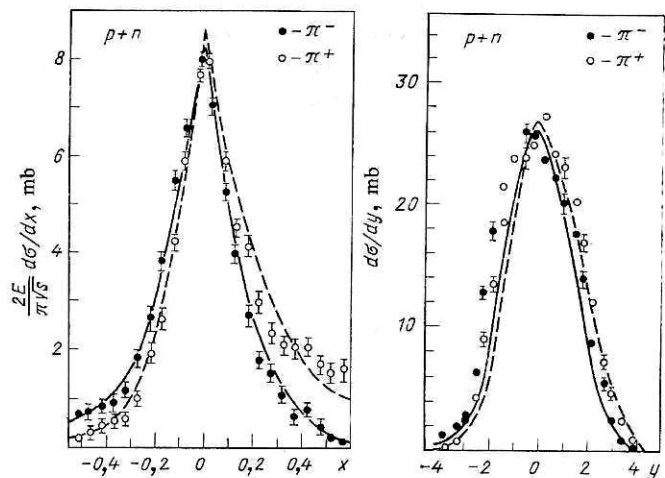 p+n
● -π⁻
○ -π⁺
8
6
4
2
2E/π√s dσ/dx, mb
-0,4 -0,2 0 0,2 0,4 x
p+n
● -π⁻
○ -π⁺
30
20
10
dσ/dy, mb
-4 -2 0 2 4 y